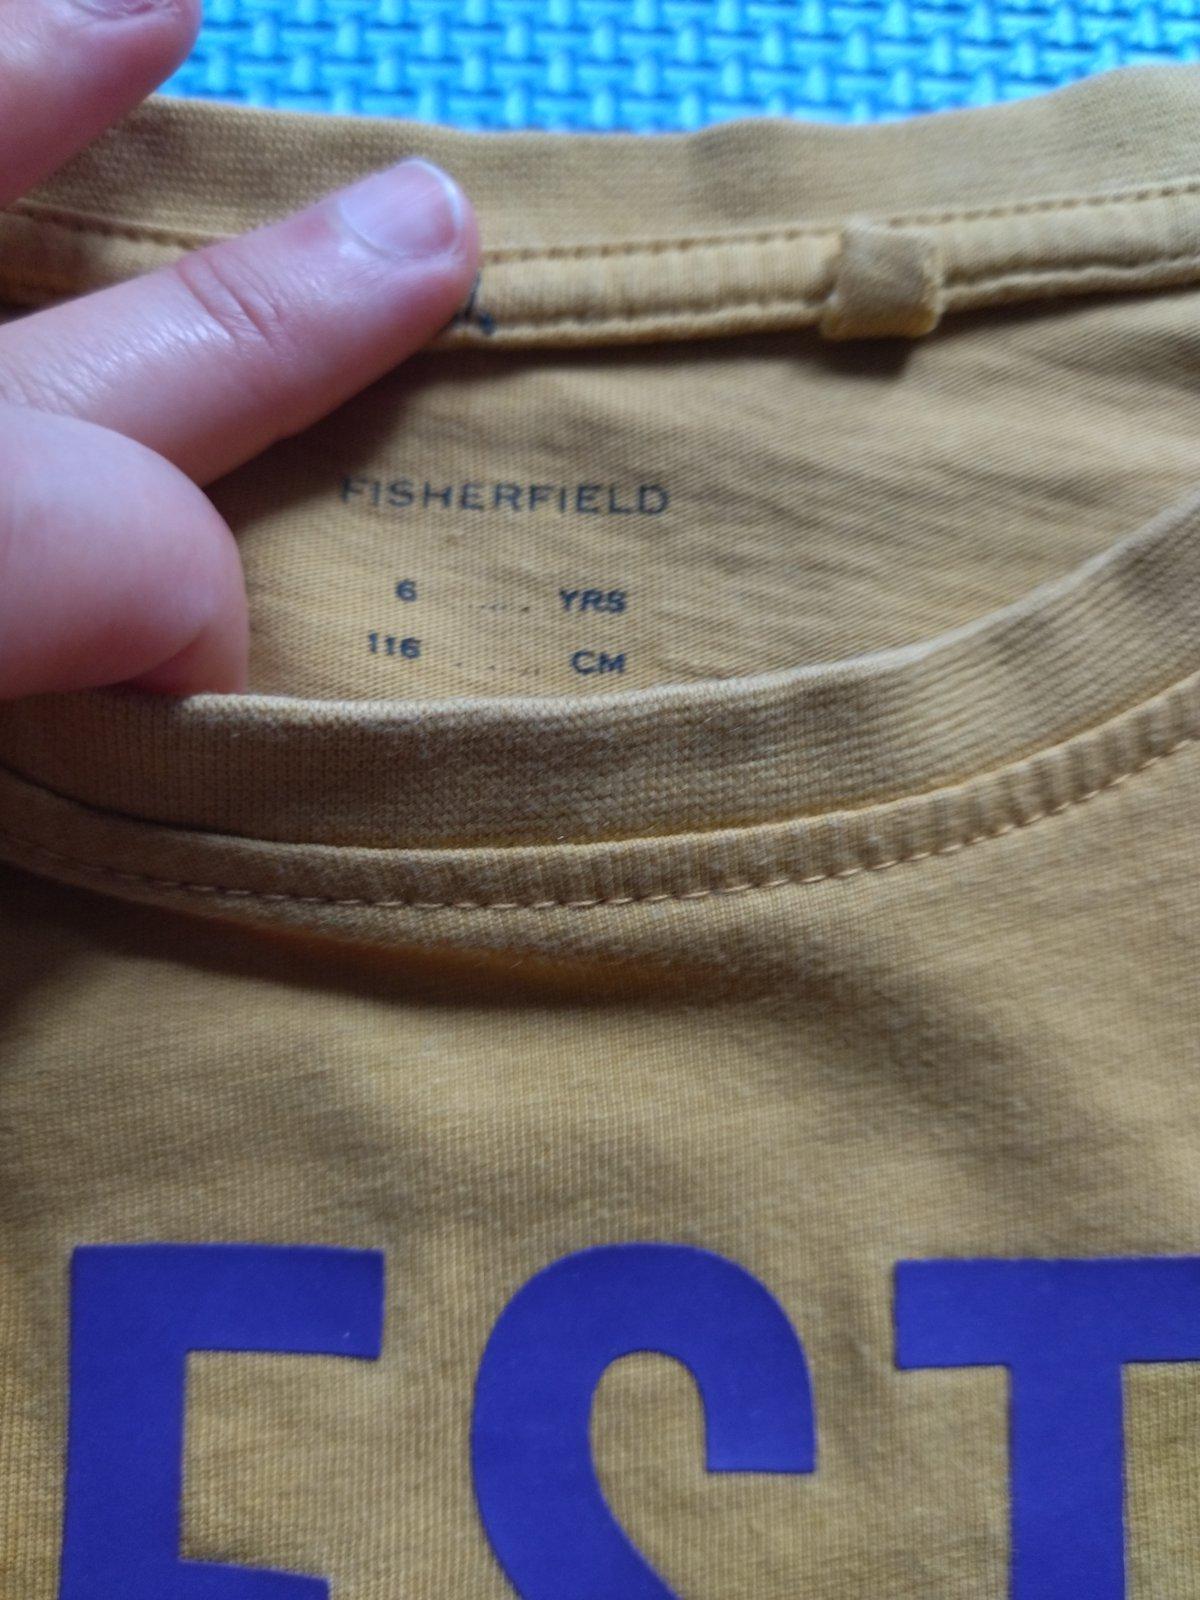 FISHERFIELD
6 ..... YRS
116 ..... CM
EST